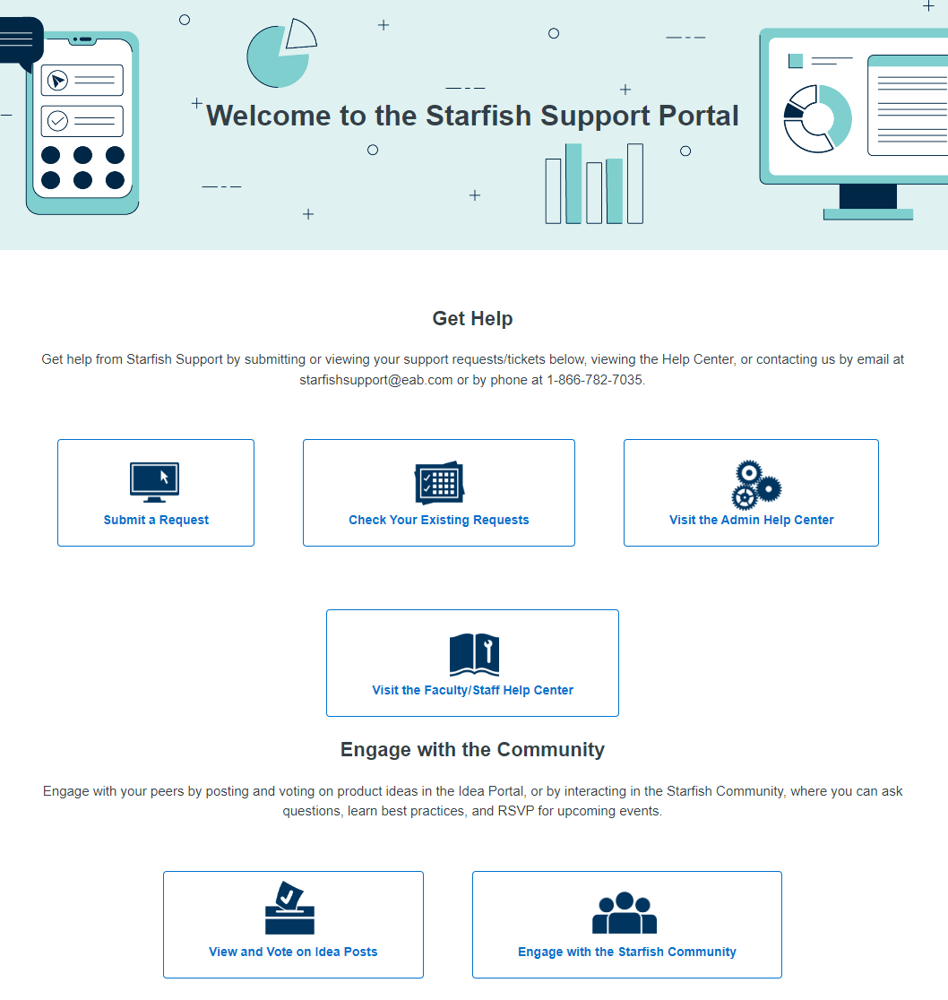 Welcome to the Starfish Support Portal
Get Help
Get help from Starfish Support by submitting or viewing your support requests/tickets below, viewing the Help Center, or contacting us by email at
starfishsupport@eab.com or by phone at 1-866-782-7035.
Submit a Request
Check Your Existing Requests
Visit the Admin Help Center
Visit the Faculty/Staff Help Center
Engage with the Community
Engage with your peers by posting and voting on product ideas in the Idea Portal, or by interacting in the Starfish Community, where you can ask
questions, learn best practices, and RSVP for upcoming events.
View and Vote on Idea Posts
Engage with the Starfish Community